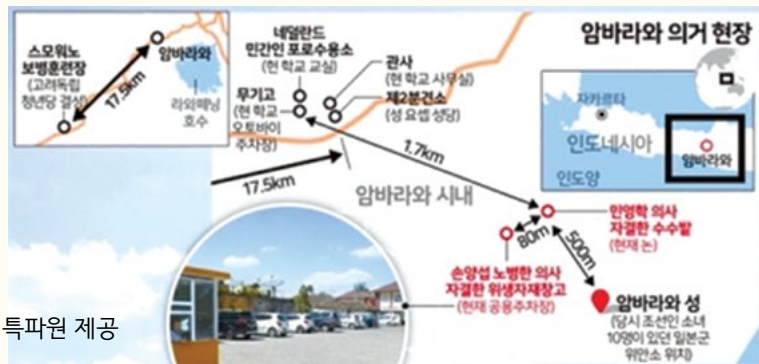 암바라와 의거 현장
스모워노
보병훈련장
(고려독립
청년당 결성)
17.5km
암바라와
라와페닝
호수
네덜란드
민간인 포로수용소
(현 학교 교실)
무기고
(현 학교
오토바이
주차장)
관사
(현 학교 사무실)
제2분견소
(성 요셉 성당)
17.5km
암바라와 시내
1.7km
자카르타
인도네시아
암바라와
인도양
민영학 의사
자결한 수수밭
(현재 논)
80m
500m
손양섭 노병한 의사
자결한 위생자재창고
(현재 공용주차장)
암바라와 성
(당시 조선인 소녀
10명이 있던 일본군
위안소 위치)
특파원 제공